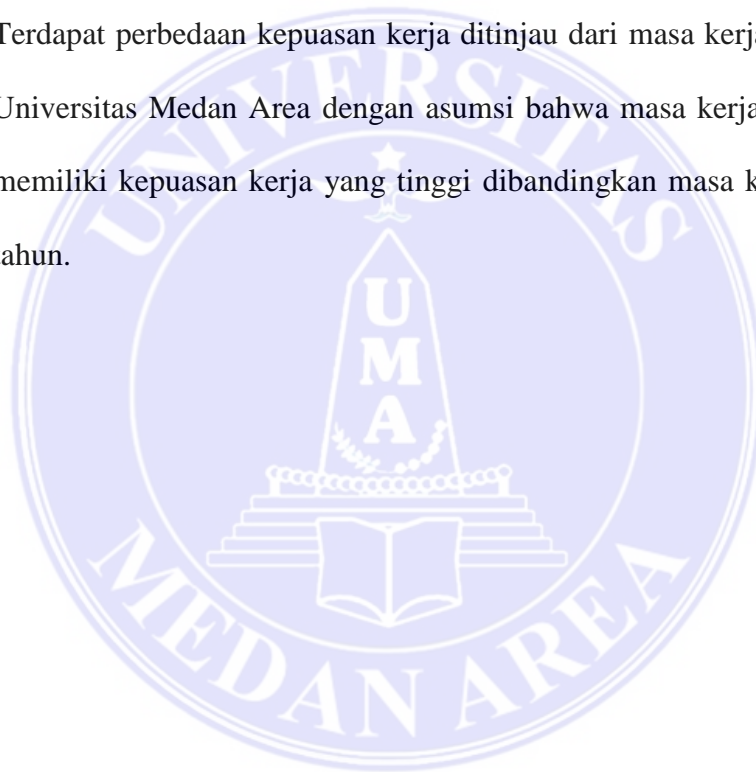 Terdapat perbedaan kepuasan kerja ditinjau dari masa kerja
Universitas Medan Area dengan asumsi bahwa masa kerja
memiliki kepuasan kerja yang tinggi dibandingkan masa k
tahun.
UNIVERSITAS
UMA
MEDAN AREA